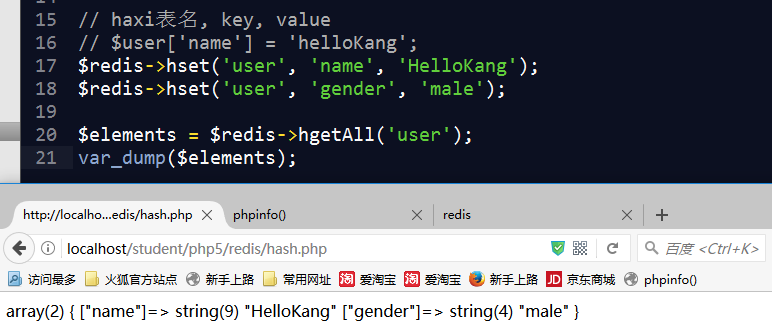 15 // haxi表名, key, value
16 // $user['name'] = 'helloKang';
17 $redis->hset('user', 'name', 'HelloKang');
18 $redis->hset('user', 'gender', 'male');
19
20 $elements = $redis->hgetAll('user');
21 var_dump($elements);
http://localho...edis/hash.php phpinfo() redis
localhost/student/php5/redis/hash.php 百度 <Ctrl+K>
访问最多 火狐官方站点 新手上路 常用网址 淘 爱淘宝 淘 爱淘宝 新手上路 JD 京东商城 phpinfo()
array(2) { ["name"]=> string(9) "HelloKang" ["gender"]=> string(4) "male" }